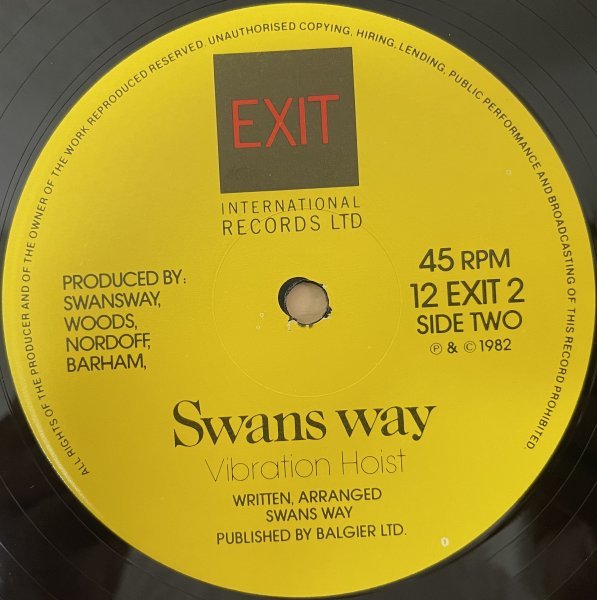 ALL RIGHTS OF THE PRODUCER AND OF THE OWNER OF THE WORK REPRODUCED RESERVED. UNAUTHORISED COPYING, HIRING, LENDING, PUBLIC PERFORMANCE AND BROADCASTING OF THIS RECORD PROHIBITED.
EXIT
INTERNATIONAL
RECORDS LTD
PRODUCED BY:
SWANSWAY,
WOODS,
NORDOFF,
BARHAM,
45 RPM
12 EXIT 2
SIDE TWO
℗ & © 1982
Swans way
Vibration Hoist
WRITTEN, ARRANGED
SWANS WAY
PUBLISHED BY BALGIER LTD.
0